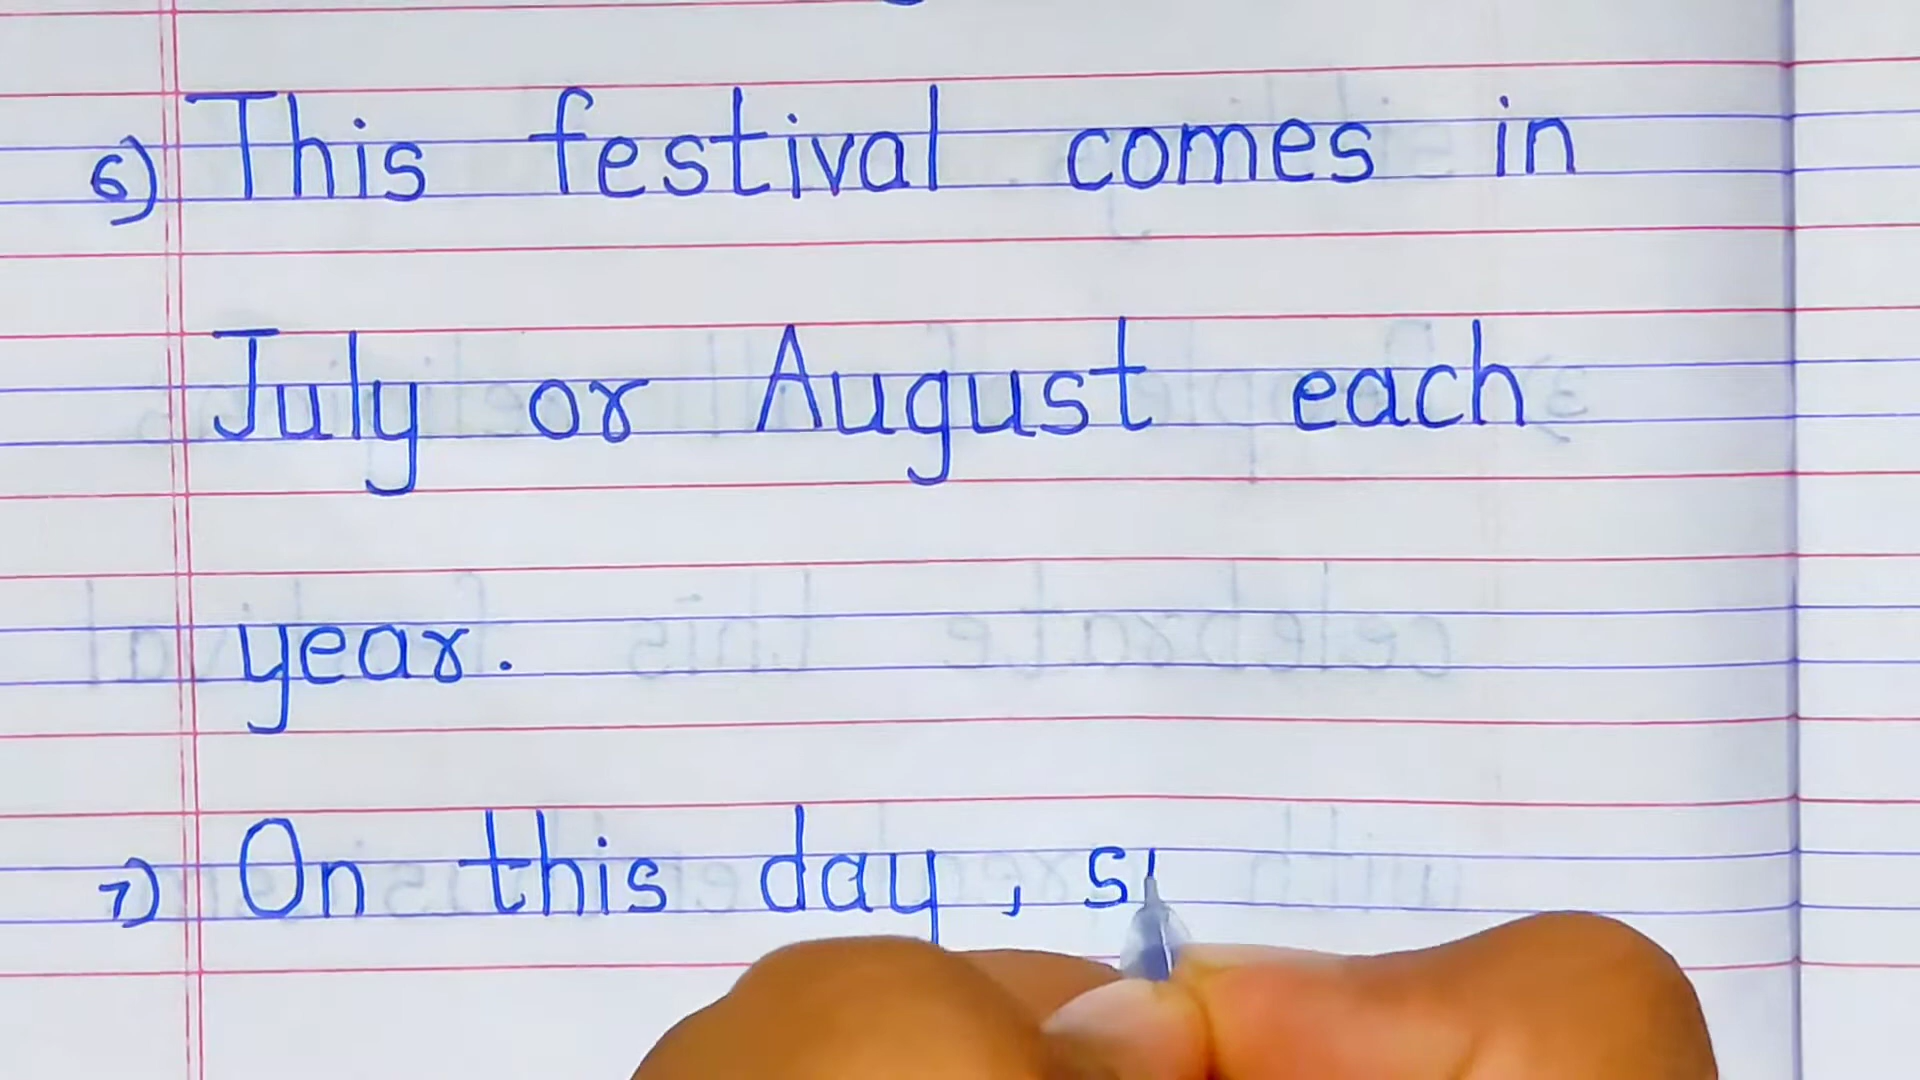 6) This festival comes in
July or August each
year.
7) On this day, s